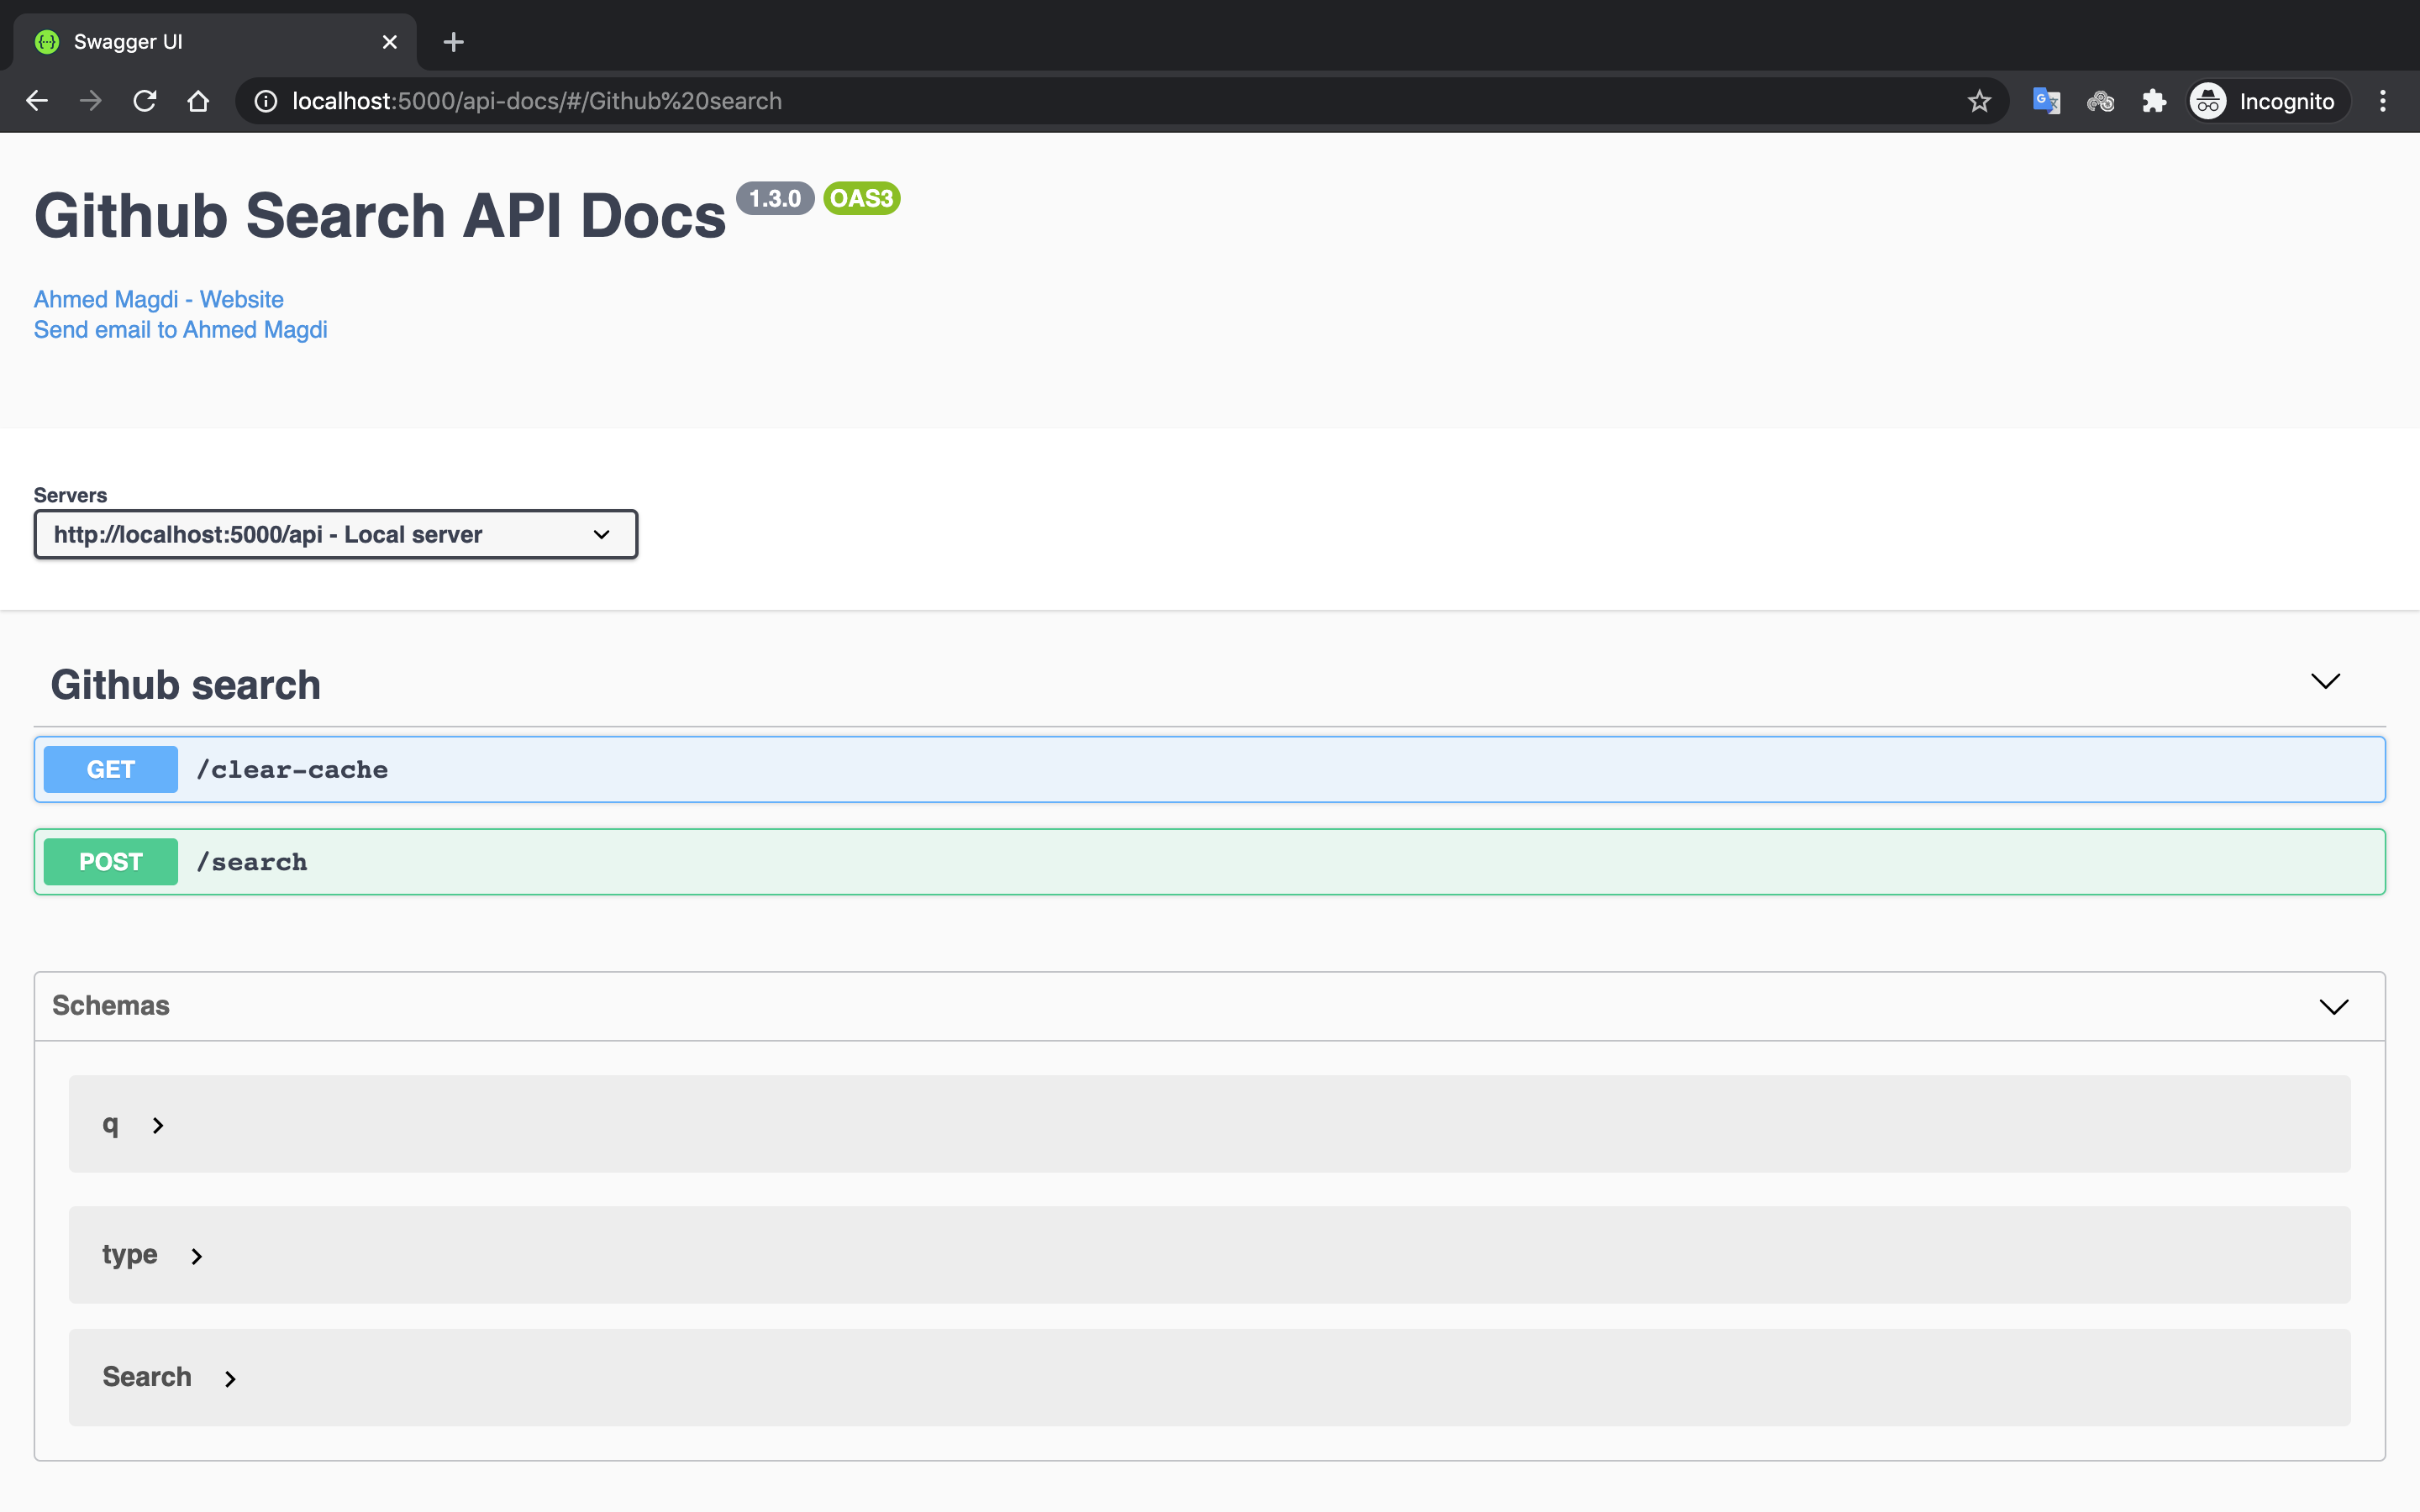 Swagger UI
localhost:5000/api-docs/#/Github%20search
Incognito
Github Search API Docs 1.3.0 OAS3
Ahmed Magdi - Website
Send email to Ahmed Magdi
Servers
http://localhost:5000/api - Local server
Github search
GET /clear-cache
POST /search
Schemas
q
type
Search